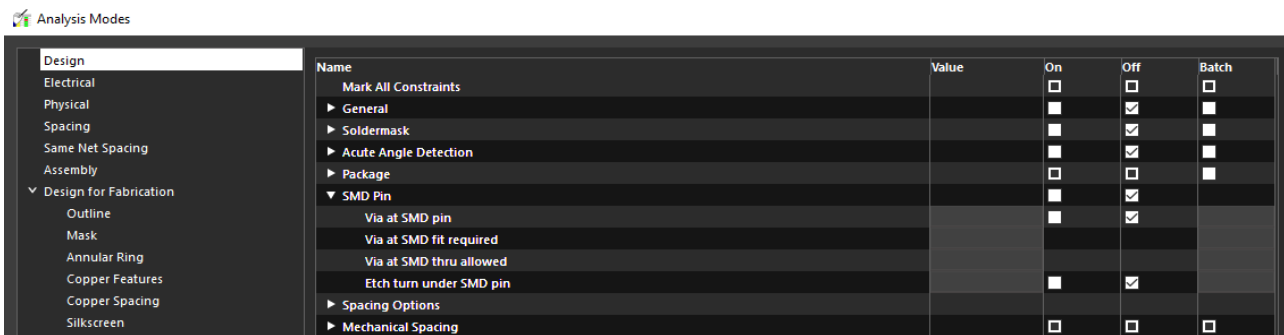 Analysis Modes
Design
Electrical
Physical
Spacing
Same Net Spacing
Assembly
Design for Fabrication
Outline
Mask
Annular Ring
Copper Features
Copper Spacing
Silkscreen
Name Value On Off Batch
Mark All Constraints
General
Soldermask
Acute Angle Detection
Package
SMD Pin
Via at SMD pin
Via at SMD fit required
Via at SMD thru allowed
Etch turn under SMD pin
Spacing Options
Mechanical Spacing